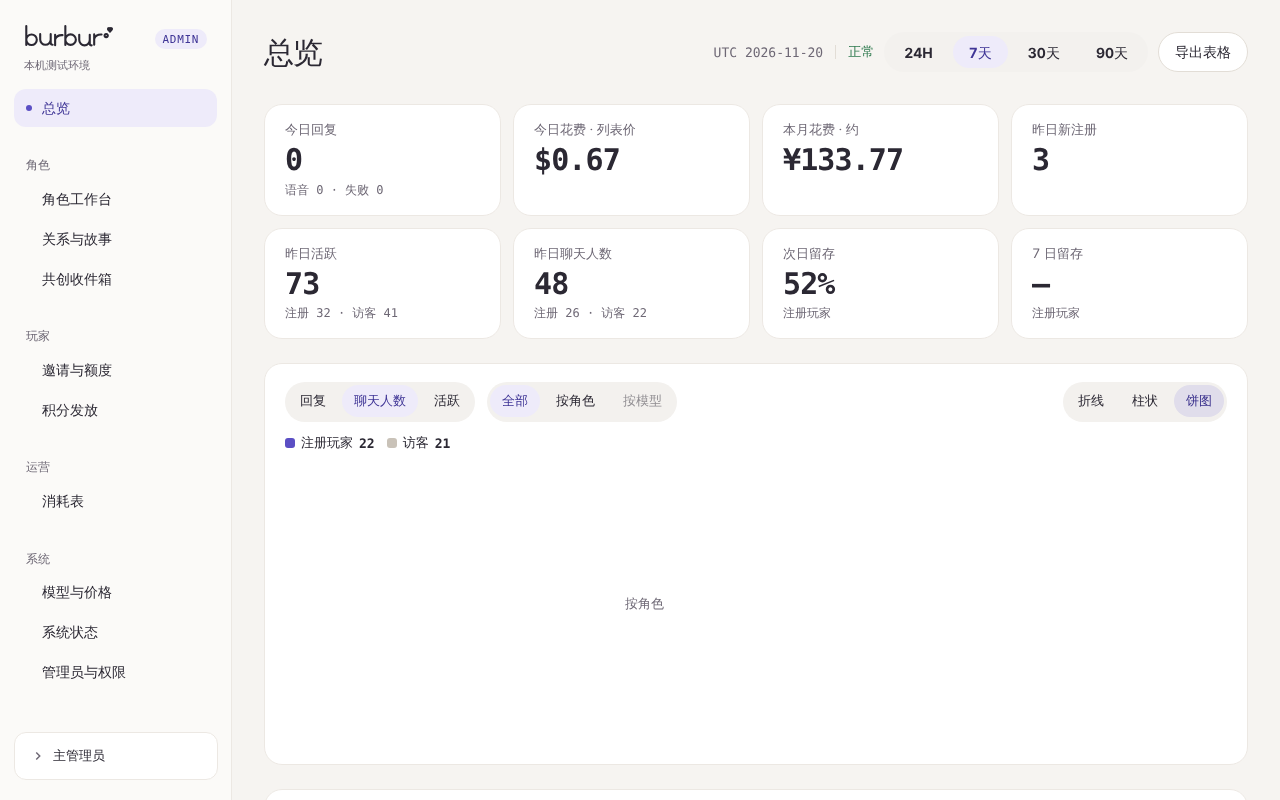 burbur
ADMIN
本机测试环境
总览
角色
角色工作台
关系与故事
共创收件箱
玩家
邀请与额度
积分发放
运营
消耗表
系统
模型与价格
系统状态
管理员与权限
主管理员
总览
UTC 2026-11-20 正常 24H 7天 30天 90天 导出表格
今日回复
0
语音 0 · 失败 0
今日花费 · 列表价
$0.67
本月花费 · 约
¥133.77
昨日新注册
3
昨日活跃
73
注册 32 · 访客 41
昨日聊天人数
48
注册 26 · 访客 22
次日留存
52%
注册玩家
7 日留存
—
注册玩家
回复 聊天人数 活跃 全部 按角色 按模型 折线 柱状 饼图
注册玩家 22 访客 21
按角色